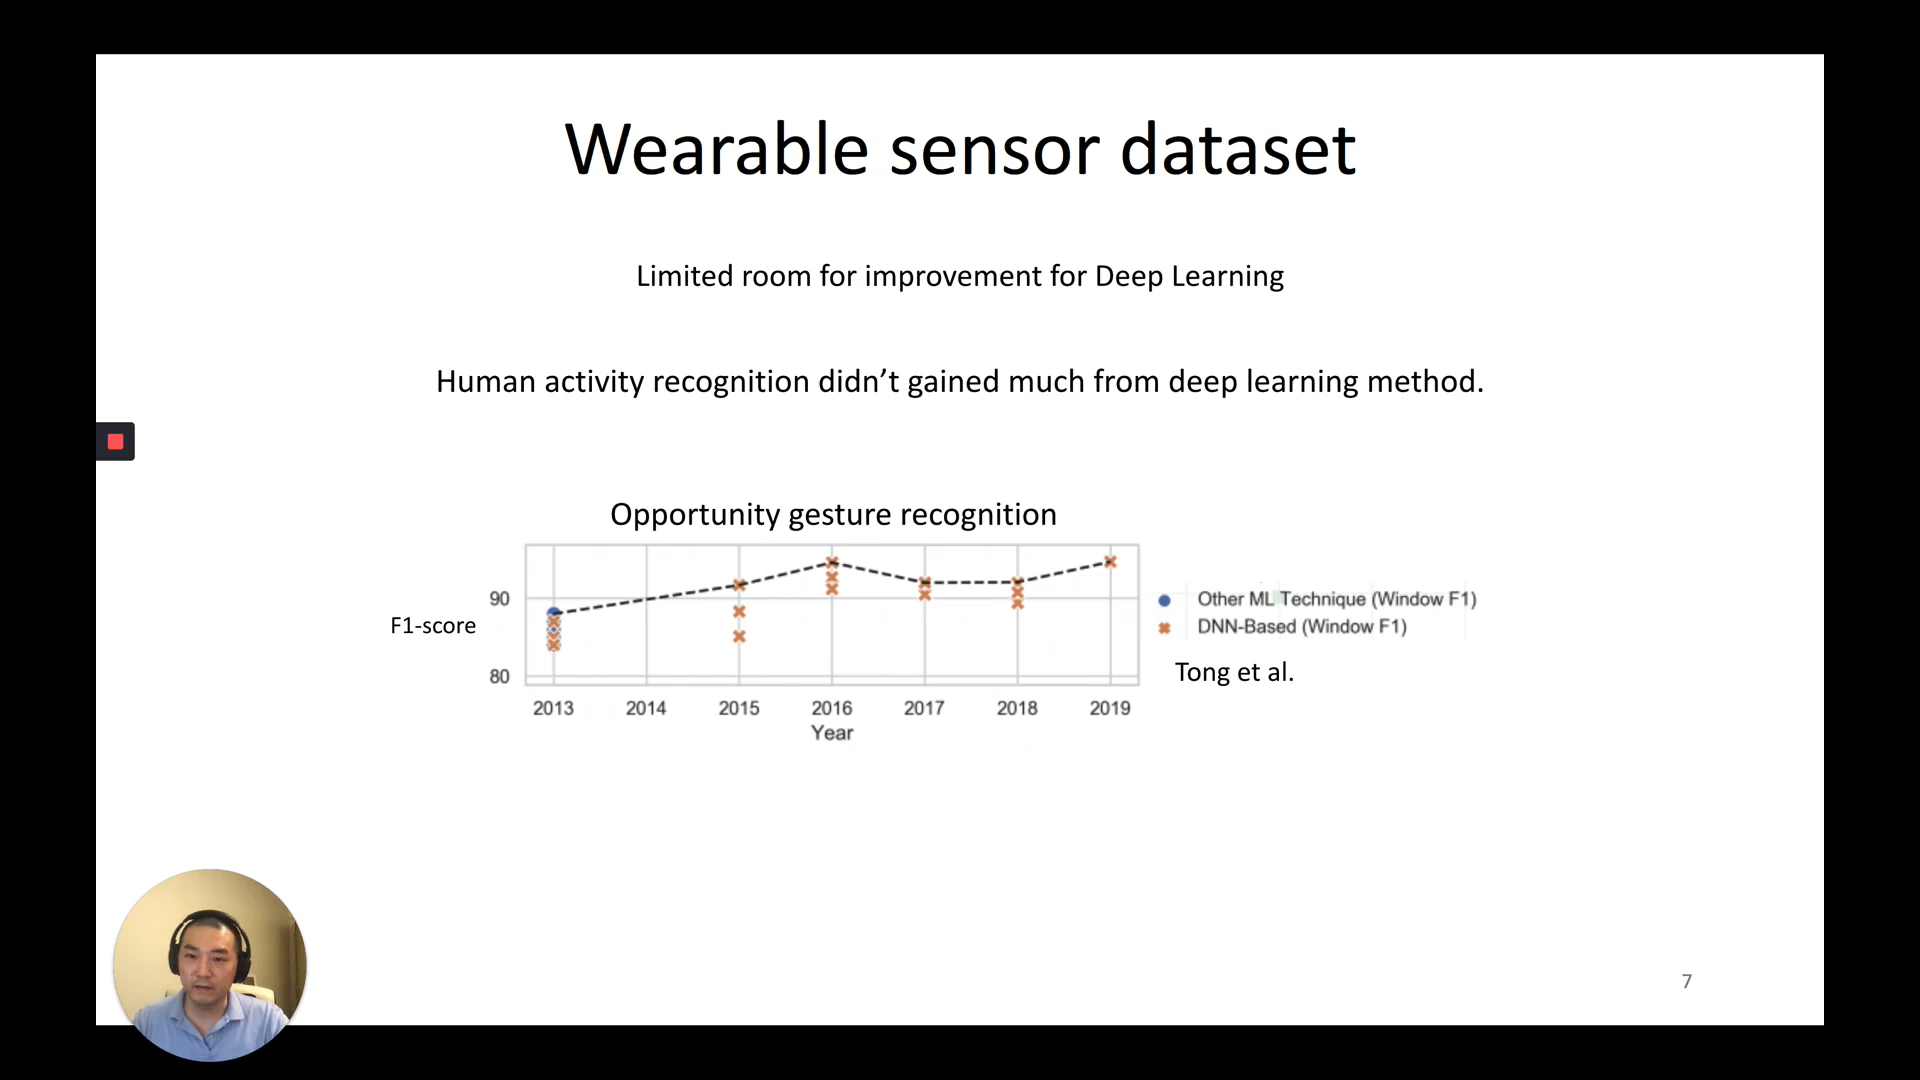 Wearable sensor dataset
Limited room for improvement for Deep Learning
Human activity recognition didn’t gained much from deep learning method.
Opportunity gesture recognition
90
F1-score
80
2013 2014 2015 2016 2017 2018 2019
Year
Other ML Technique (Window F1)
DNN-Based (Window F1)
Tong et al.
7